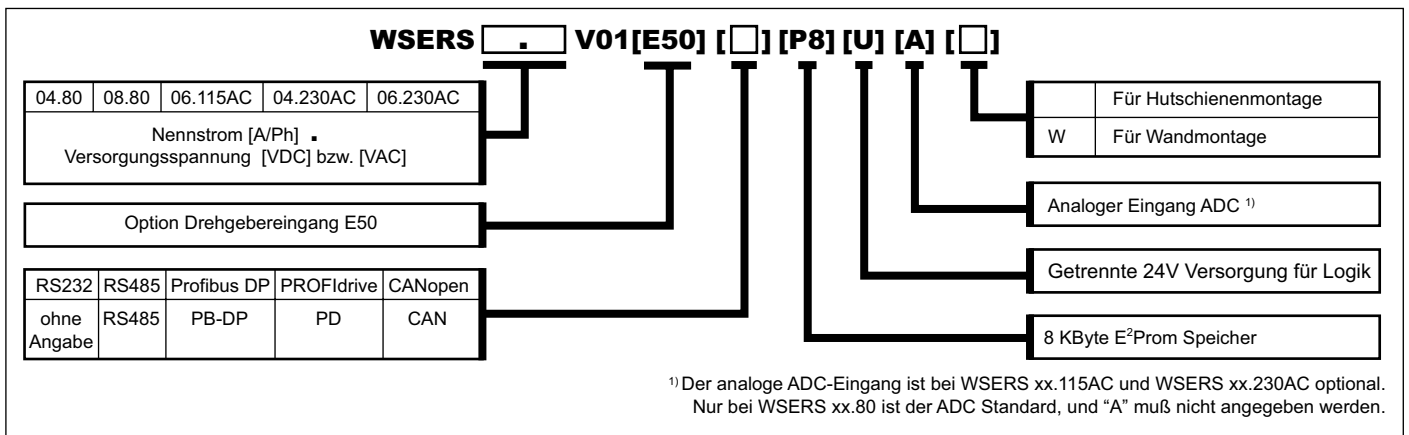 WSERS . V01[E50] [□] [P8] [U] [A] [□]
04.80 08.80 06.115AC 04.230AC 06.230AC
Nennstrom [A/Ph] .
Versorgungsspannung [VDC] bzw. [VAC]
Option Drehgebereingang E50
RS232 RS485 Profibus DP PROFIdrive CANopen
ohne Angabe RS485 PB-DP PD CAN
Für Hutschienenmontage
W Für Wandmontage
Analoger Eingang ADC 1)
Getrennte 24V Versorgung für Logik
8 KByte E²Prom Speicher
1) Der analoge ADC-Eingang ist bei WSERS xx.115AC und WSERS xx.230AC optional.
Nur bei WSERS xx.80 ist der ADC Standard, und “A” muß nicht angegeben werden.